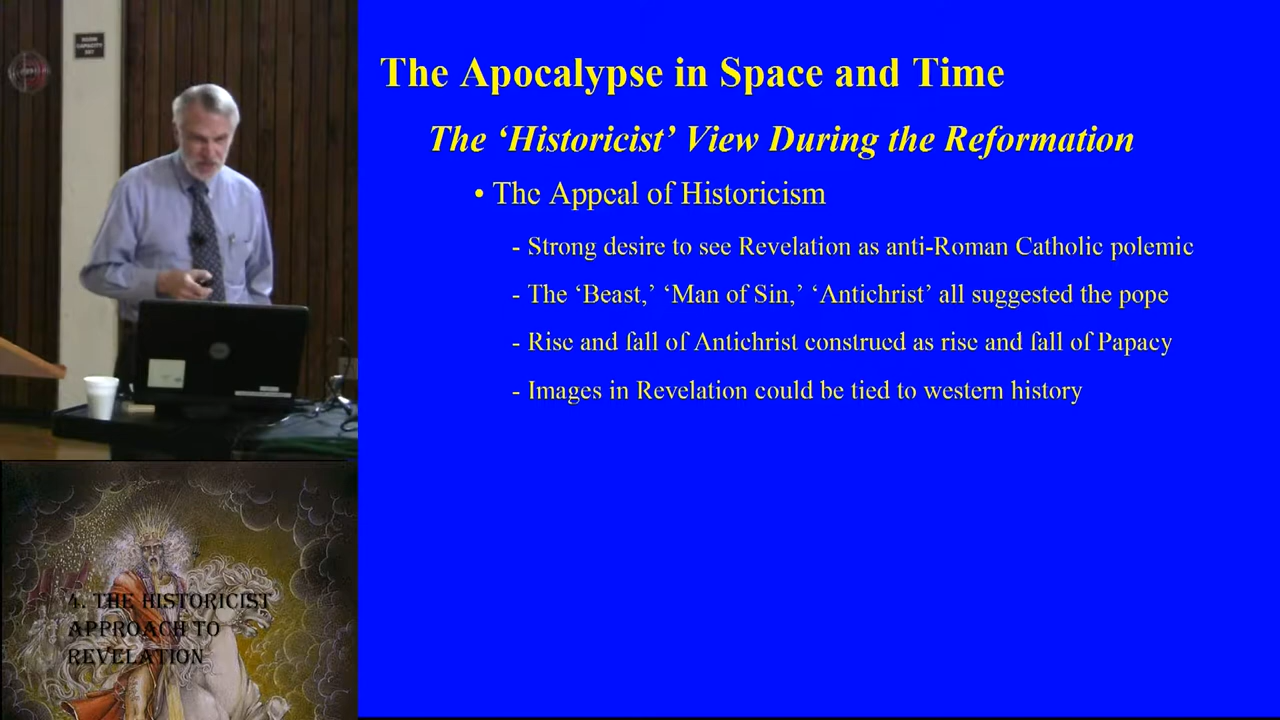 ROOM
CAPACITY
The Apocalypse in Space and Time
The ‘Historicist’ View During the Reformation
• The Appeal of Historicism
- Strong desire to see Revelation as anti-Roman Catholic polemic
- The ‘Beast,’ ‘Man of Sin,’ ‘Antichrist’ all suggested the pope
- Rise and fall of Antichrist construed as rise and fall of Papacy
- Images in Revelation could be tied to western history
4. THE HISTORICIST
APPROACH TO
REVELATION